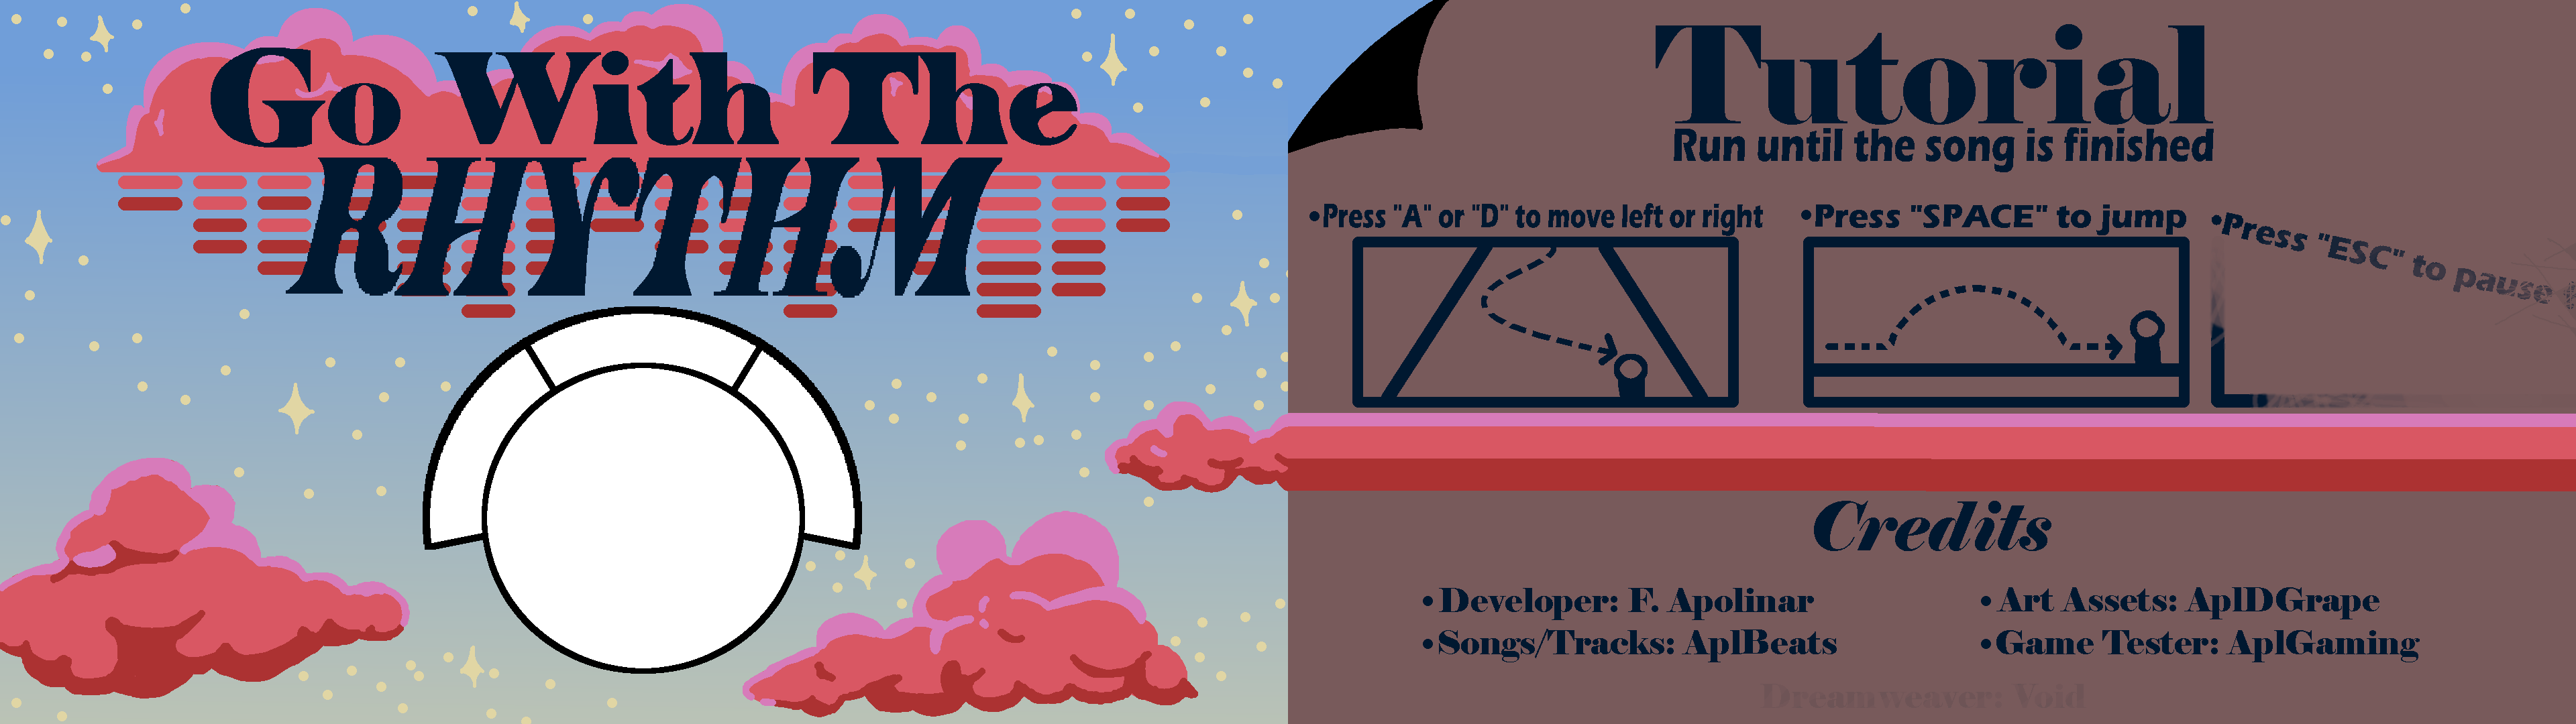 Go With The
RHYTHM
Tutorial
Run until the song is finished
•Press "A" or "D" to move left or right
•Press "SPACE" to jump
•Press "ESC" to pause
Credits
•Developer: F. Apolinar
•Art Assets: AplDGrape
•Songs/Tracks: AplBeats
•Game Tester: AplGaming
Dreamweaver: Void